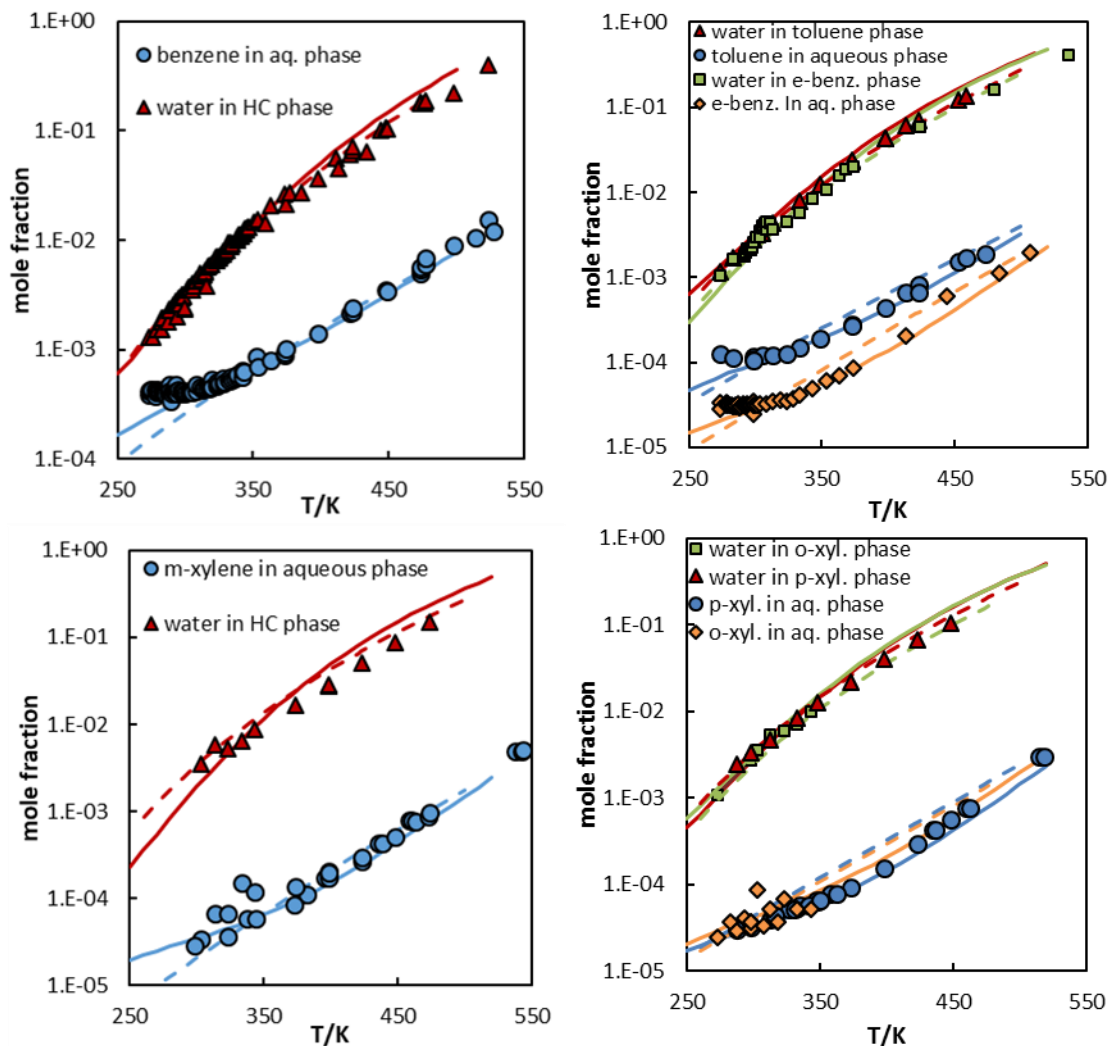 1.E+00
benzene in aq. phase
water in HC phase
1.E-01
1.E-02
1.E-03
1.E-04
mole fraction
250
350
450
550
T/K
1.E+00
water in toluene phase
toluene in aqueous phase
water in e-benz. phase
e-benz. In aq. phase
1.E-01
1.E-02
1.E-03
1.E-04
1.E-05
mole fraction
250
350
450
550
T/K
1.E+00
m-xylene in aqueous phase
water in HC phase
1.E-01
1.E-02
1.E-03
1.E-04
1.E-05
mole fraction
250
350
450
550
T/K
1.E+00
water in o-xyl. phase
water in p-xyl. phase
p-xyl. in aq. phase
o-xyl. in aq. phase
1.E-01
1.E-02
1.E-03
1.E-04
1.E-05
mole fraction
250
350
450
550
T/K